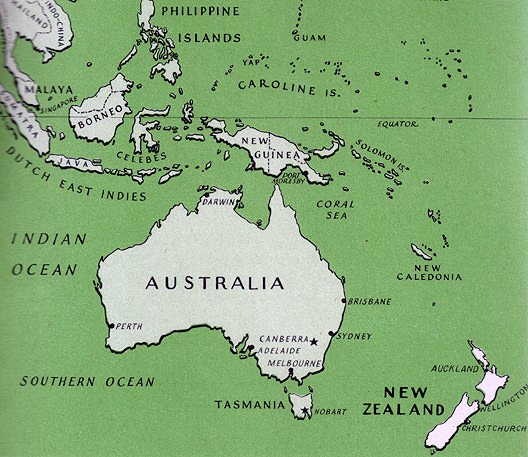 PHILIPPINE
ISLANDS
THAILAND
INDO-CHINA
GUAM
YAP
CAROLINE IS.
MALAYA
SINGAPORE
SUMATRA
BORNEO
CELEBES
JAVA
DUTCH EAST INDIES
EQUATOR
NEW
GUINEA
PORT
MORESBY
SOLOMON IS
CORAL
SEA
DARWIN
INDIAN
OCEAN
AUSTRALIA
NEW
CALEDONIA
BRISBANE
PERTH
CANBERRA
SYDNEY
ADELAIDE
MELBOURNE
SOUTHERN OCEAN
TASMANIA
HOBART
AUCKLAND
NEW
ZEALAND
WELLINGTON
CHRISTCHURCH